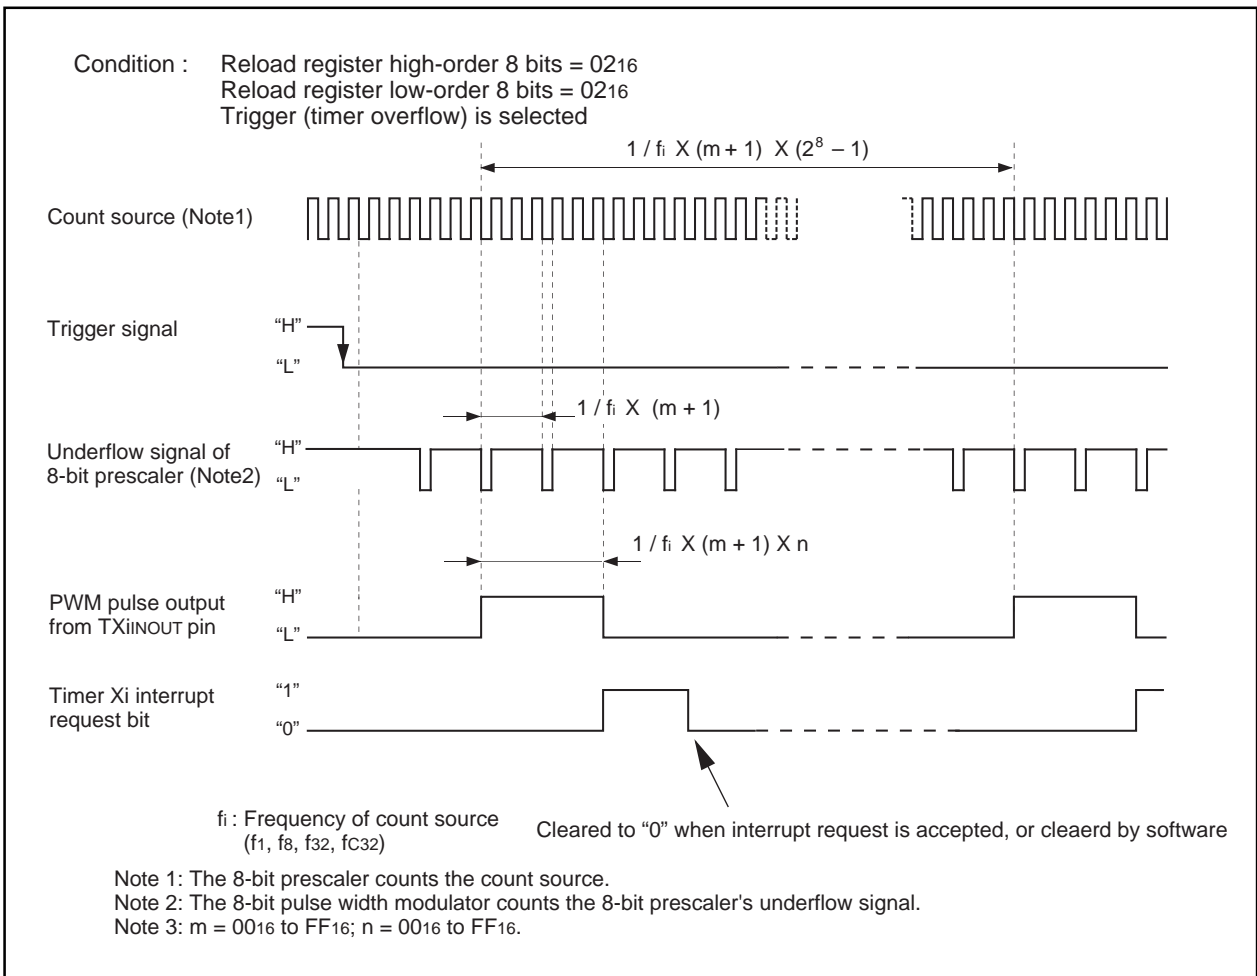 Condition : Reload register high-order 8 bits = 0216
Reload register low-order 8 bits = 0216
Trigger (timer overflow) is selected
1 / fi X (m + 1) X (2⁸ – 1)
Count source (Note1)
Trigger signal
“H”
“L”
1 / fi X (m + 1)
Underflow signal of
8-bit prescaler (Note2)
“H”
“L”
1 / fi X (m + 1) X n
PWM pulse output
from TXiINOUT pin
“H”
“L”
Timer Xi interrupt
request bit
“1”
“0”
fi : Frequency of count source
(f1, f8, f32, fC32)
Cleared to “0” when interrupt request is accepted, or cleaerd by software
Note 1: The 8-bit prescaler counts the count source.
Note 2: The 8-bit pulse width modulator counts the 8-bit prescaler's underflow signal.
Note 3: m = 0016 to FF16; n = 0016 to FF16.